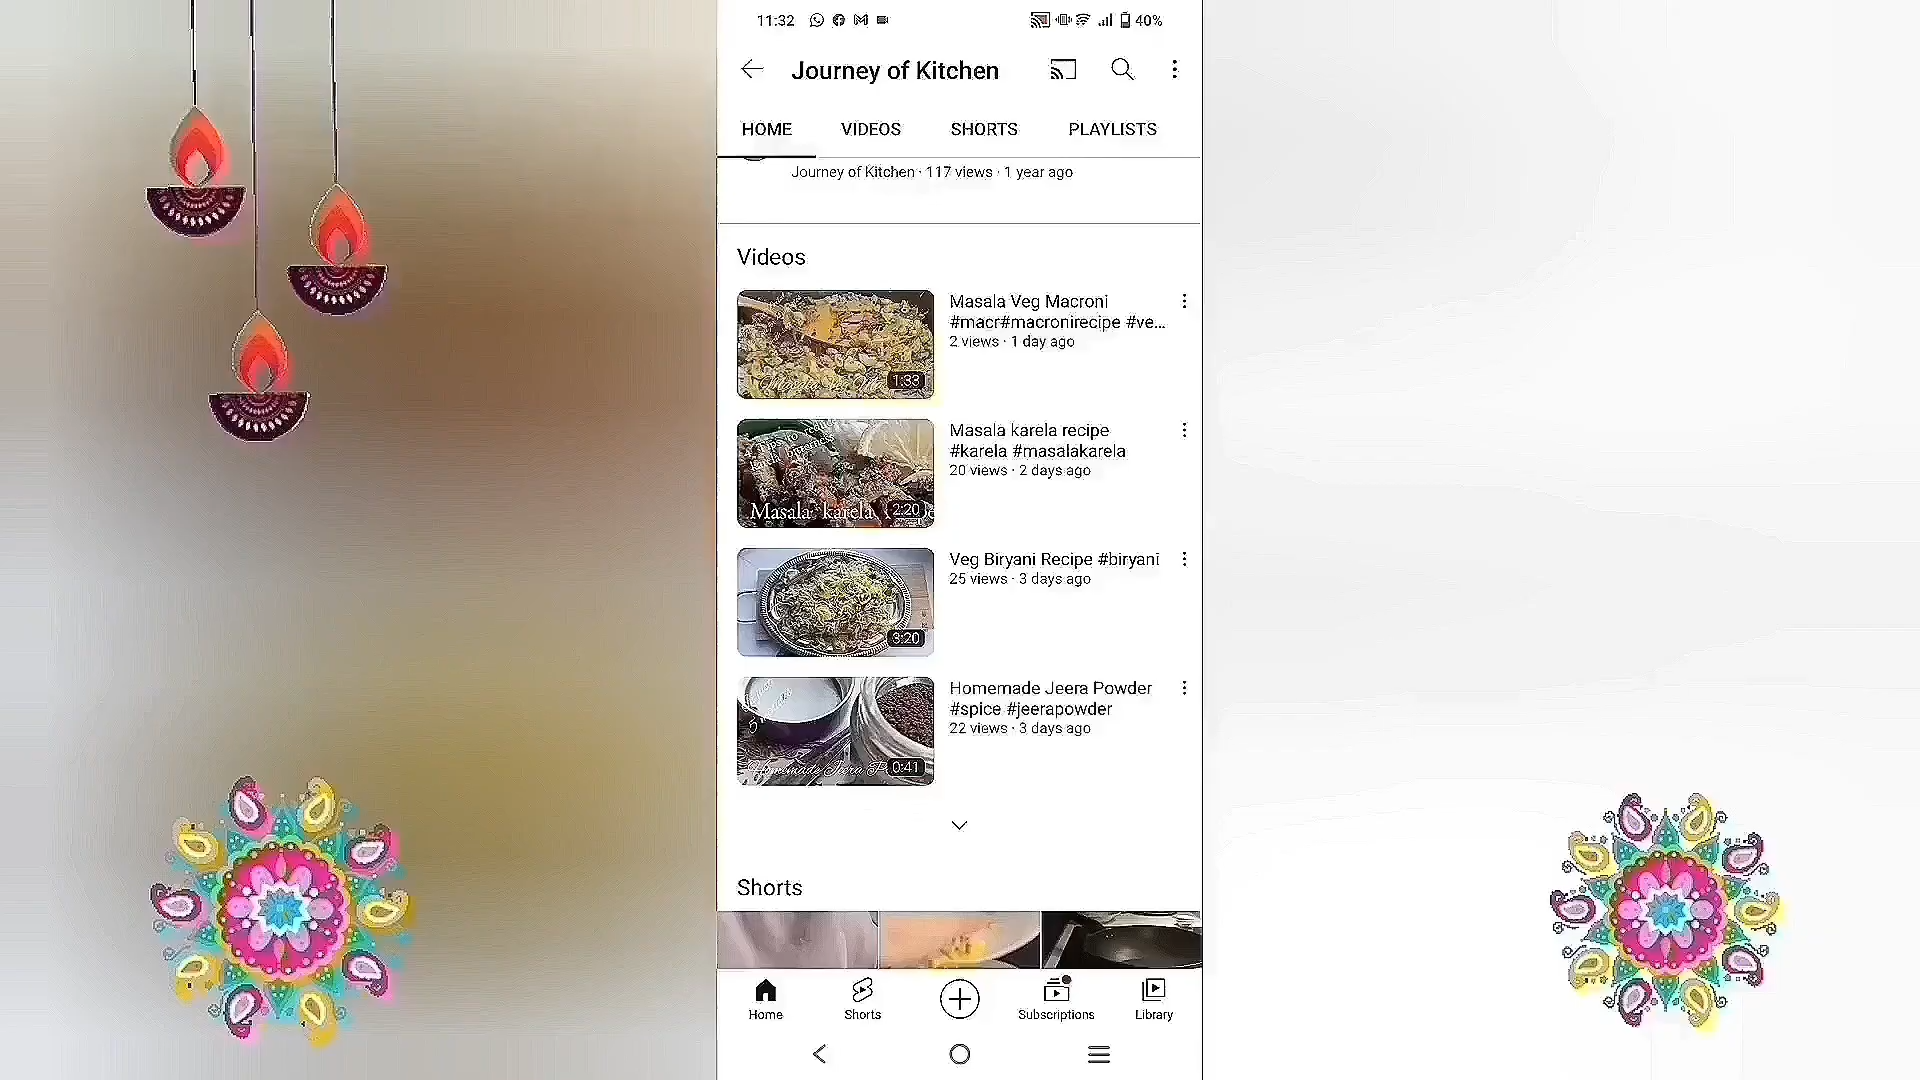 11:32
40%
Journey of Kitchen
HOME VIDEOS SHORTS PLAYLISTS
Journey of Kitchen · 117 views · 1 year ago
Videos
Masala Veg Macroni
#macr#macronirecipe #ve...
2 views · 1 day ago
1:33
Masala karela recipe
#karela #masalakarela
20 views · 2 days ago
Masala karela
2:20
Veg Biryani Recipe #biryani
25 views · 3 days ago
3:20
Homemade Jeera Powder
#spice #jeerapowder
22 views · 3 days ago
Homemade Jeera P
0:41
Shorts
Home Shorts Subscriptions Library